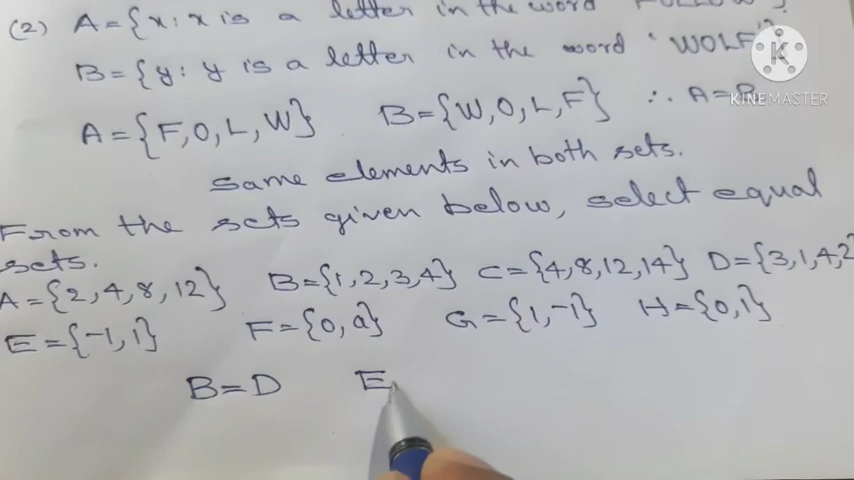 (2) A={x: x is a letter in the word 'FOLLOW'}
B={y: y is a letter in the word 'WOLF'}
A={F,O,L,W} B={W,O,L,F} ∴ A=B
KINEMASTER
same elements in both sets.
From the sets given below, select equal
sets.
A={2,4,8,12} B={1,2,3,4} C={4,8,12,14} D={3,1,4,2
E={-1,1} F={0,a} G={1,-1} H={0,1}
B=D E